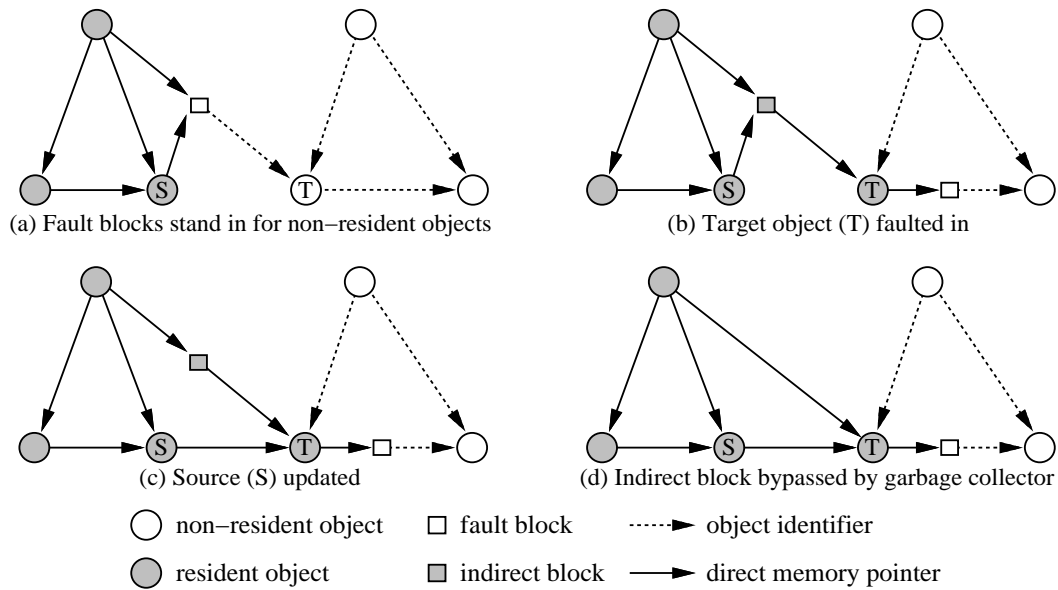 S
T
(a) Fault blocks stand in for non−resident objects
S
T
(b) Target object (T) faulted in
S
T
(c) Source (S) updated
S
T
(d) Indirect block bypassed by garbage collector
non−resident object
fault block
object identifier
resident object
indirect block
direct memory pointer